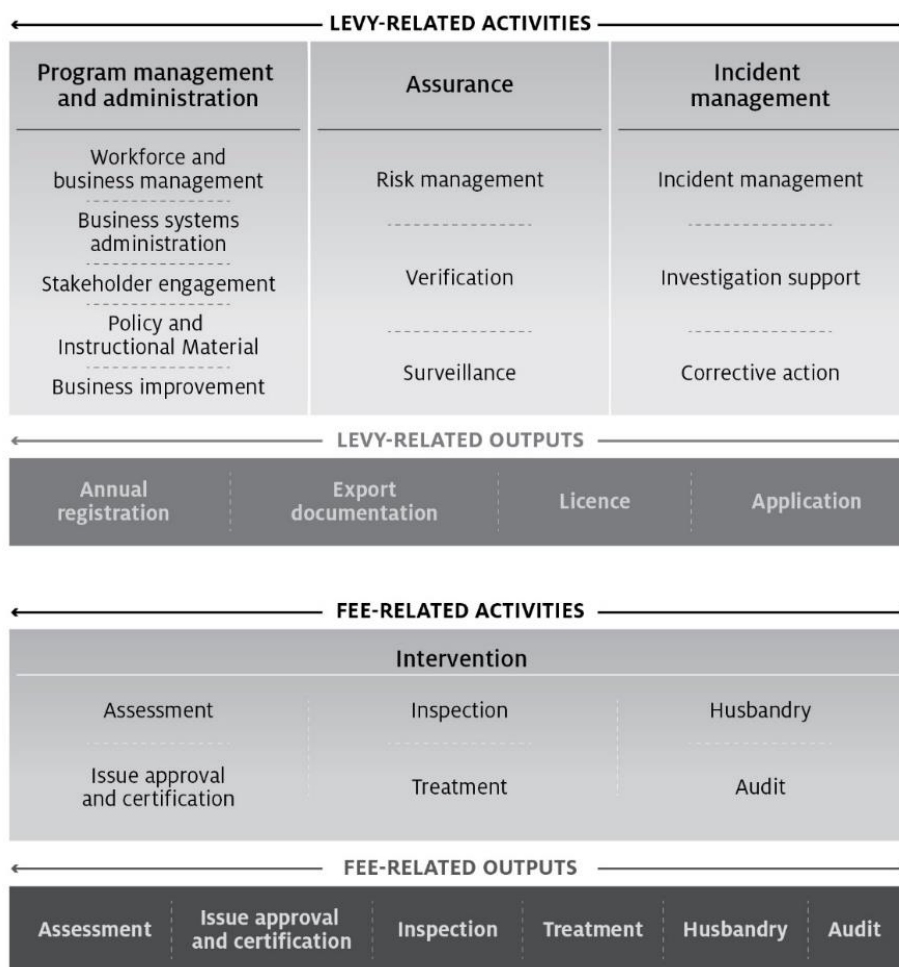 LEVY-RELATED ACTIVITIES
Program management
and administration
Workforce and
business management
Business systems
administration
Stakeholder engagement
Policy and
Instructional Material
Business improvement
Assurance
Risk management
Verification
Surveillance
Incident
management
Incident management
Investigation support
Corrective action
LEVY-RELATED OUTPUTS
Annual
registration
Export
documentation
Licence
Application
FEE-RELATED ACTIVITIES
Intervention
Assessment
Issue approval
and certification
Inspection
Treatment
Husbandry
Audit
FEE-RELATED OUTPUTS
Assessment
Issue approval
and certification
Inspection
Treatment
Husbandry
Audit